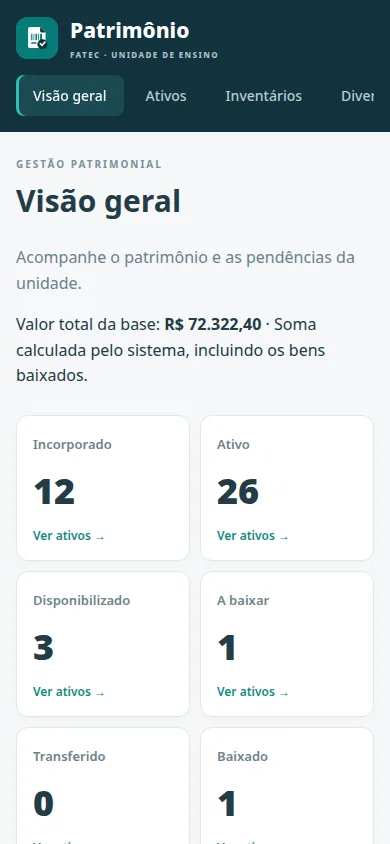 Patrimônio
FATEC · UNIDADE DE ENSINO
Visão geral
Ativos
Inventários
GESTÃO PATRIMONIAL
Visão geral
Acompanhe o patrimônio e as pendências da
unidade.
Valor total da base: R$ 72.322,40 · Soma
calculada pelo sistema, incluindo os bens
baixados.
Incorporado
12
Ver ativos →
Ativo
26
Ver ativos →
Disponibilizado
3
Ver ativos →
A baixar
1
Ver ativos →
Transferido
0
Baixado
1